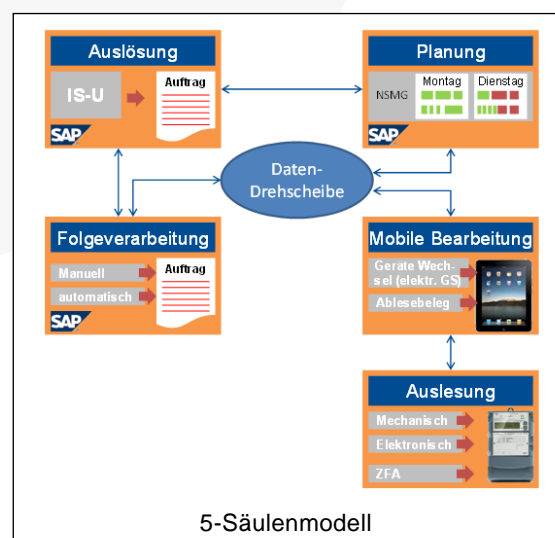 Auslösung
IS-U
Auftrag
SAP
Planung
NSMG
Montag
Dienstag
SAP
Daten-
Drehscheibe
Folgeverarbeitung
Manuell
automatisch
Auftrag
SAP
Mobile Bearbeitung
Geräte Wech-
sel (elektr. GS)
Ablesebeleg
Auslesung
Mechanisch
Elektronisch
ZFA
5-Säulenmodell